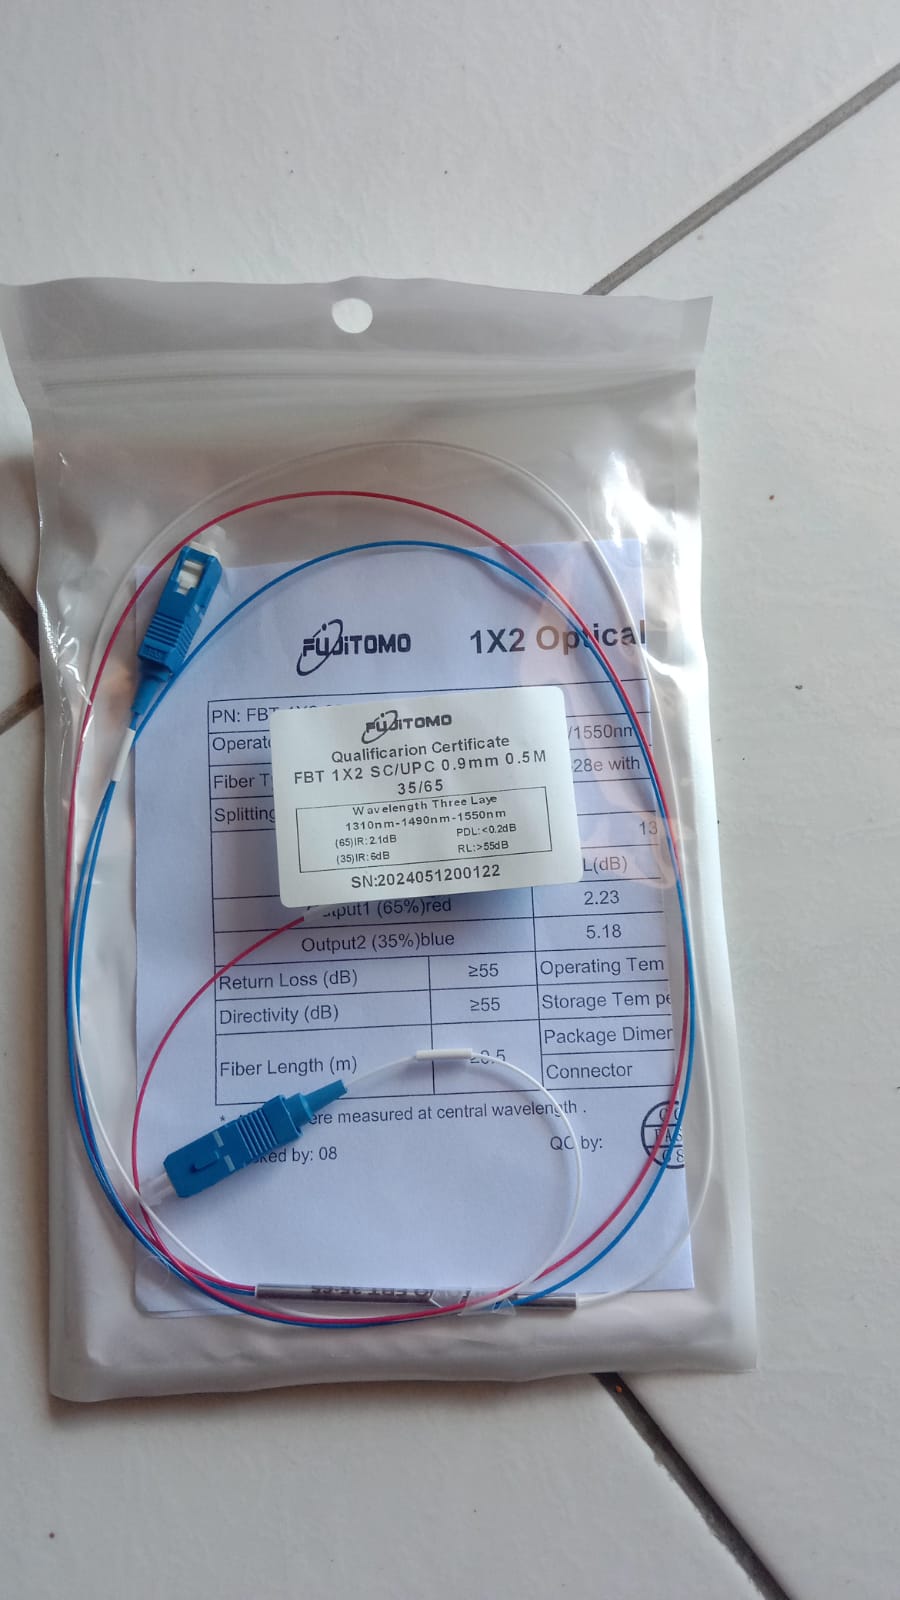 FUJiTOMO 1X2 Optical
PN: FBT
FUJiTOMO
Qualificarion Certificate
FBT 1X2 SC/UPC 0.9mm 0.5M
35/65
Wavelength Three Laye
1310nm-1490nm-1550nm
(65)IR:2.1dB PDL:<0.2dB
(35)IR:6dB RL:>55dB
SN:2024051200122
/1550nm
Fiber T 28e with
Splitting
13
L(dB)
(65%)red 2.23
Output2 (35%)blue 5.18
Return Loss (dB) ≥55 Operating Tem
Directivity (dB) ≥55 Storage Tem pe
Package Dimer
Fiber Length (m) ≥0.5
Connector
* ere measured at central wavelength .
ked by: 08 QC by: